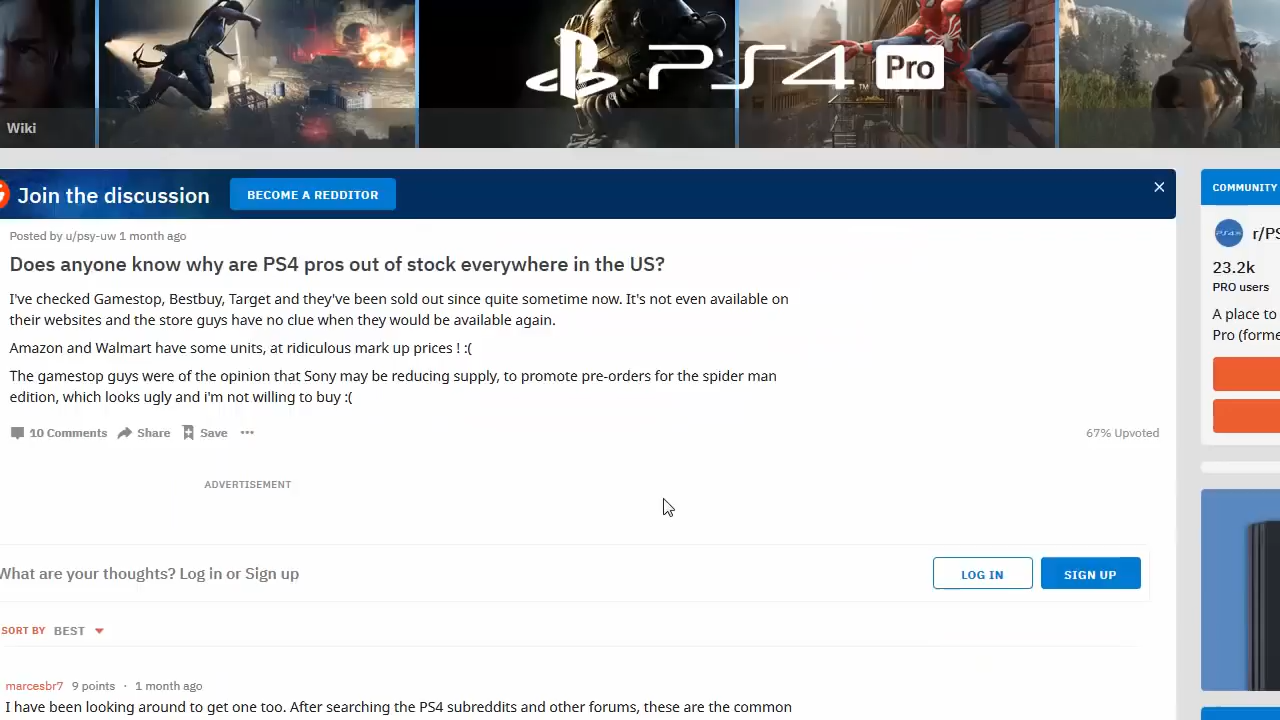 PS4 Pro
Wiki
Join the discussion
BECOME A REDDITOR
Posted by u/psy-uw 1 month ago
Does anyone know why are PS4 pros out of stock everywhere in the US?
I've checked Gamestop, Bestbuy, Target and they've been sold out since quite sometime now. It's not even available on
their websites and the store guys have no clue when they would be available again.
Amazon and Walmart have some units, at ridiculous mark up prices ! :(
The gamestop guys were of the opinion that Sony may be reducing supply, to promote pre-orders for the spider man
edition, which looks ugly and i'm not willing to buy :(
10 Comments
Share
Save
67% Upvoted
ADVERTISEMENT
What are your thoughts? Log in or Sign up
LOG IN
SIGN UP
SORT BY BEST
marcesbr7 9 points · 1 month ago
I have been looking around to get one too. After searching the PS4 subreddits and other forums, these are the common
COMMUNITY
r/PS
23.2k
PRO users
A place to
Pro (forme